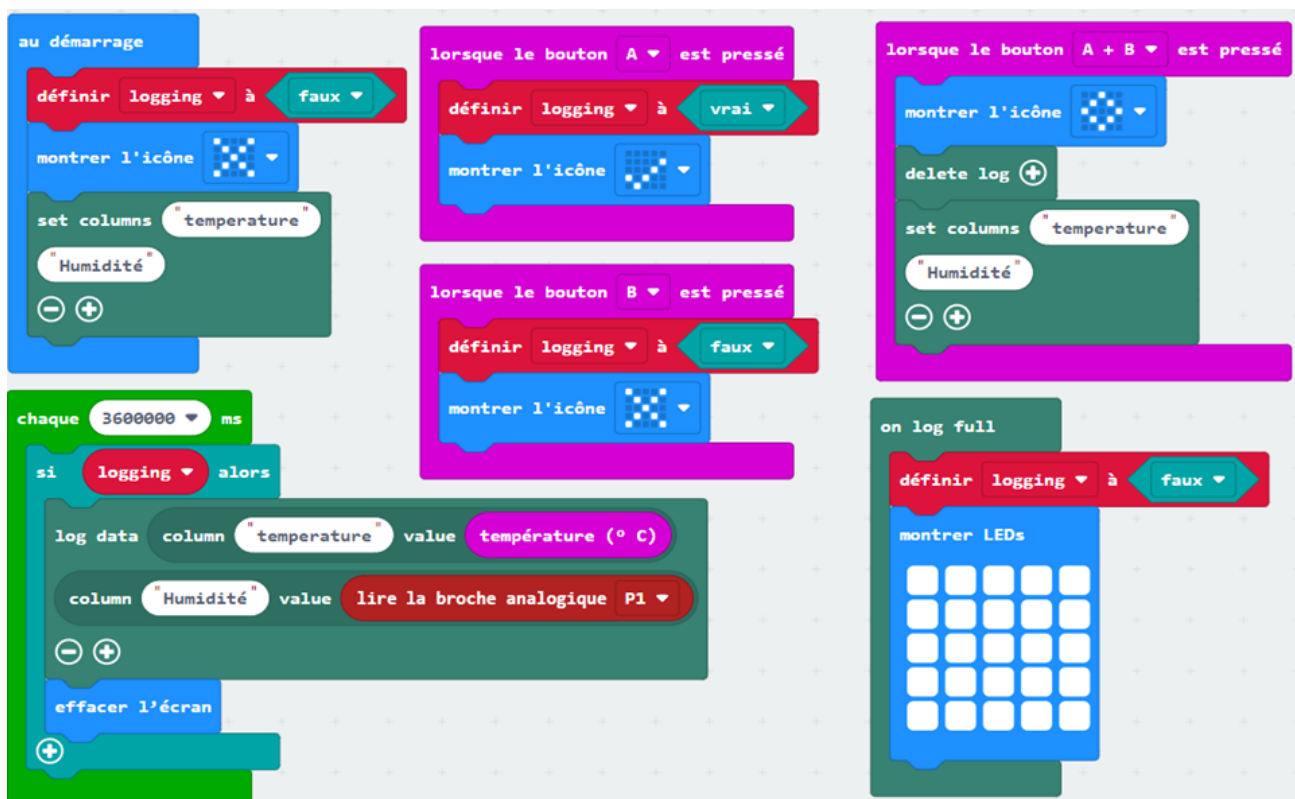 au démarrage
définir logging à faux
montrer l'icône
set columns "temperature"
"Humidité"
lorsque le bouton A est pressé
définir logging à vrai
montrer l'icône
lorsque le bouton B est pressé
définir logging à faux
montrer l'icône
lorsque le bouton A + B est pressé
montrer l'icône
delete log
set columns "temperature"
"Humidité"
chaque 3600000 ms
si logging alors
log data column "temperature" value température (° C)
column "Humidité" value lire la broche analogique P1
effacer l'écran
on log full
définir logging à faux
montrer LEDs